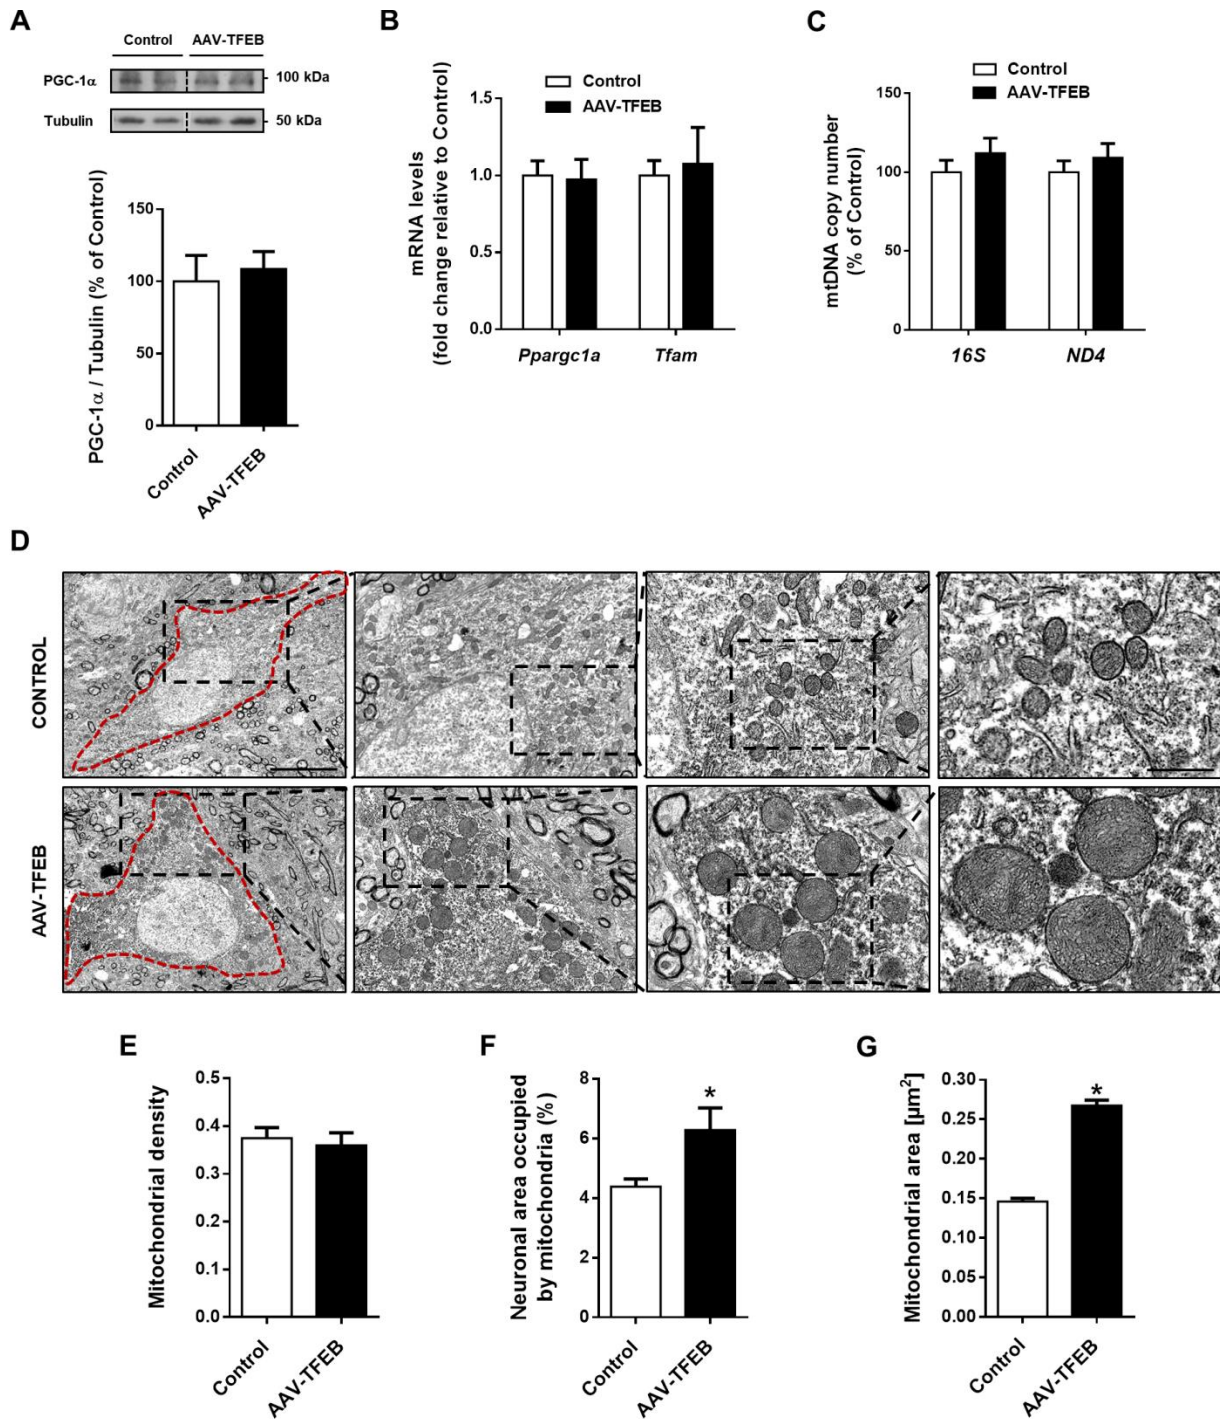 A
Control AAV-TFEB
PGC-1α
100 kDa
Tubulin
50 kDa
PGC-1α / Tubulin (% of Control)
150
100
50
0
Control
AAV-TFEB
B
Control
AAV-TFEB
mRNA levels
(fold change relative to Control)
1.5
1.0
0.5
0.0
Ppargc1a Tfam
C
Control
AAV-TFEB
mtDNA copy number
(% of Control)
150
100
50
0
16S ND4
D
CONTROL
AAV-TFEB
E
Mitochondrial density
0.5
0.4
0.3
0.2
0.1
0.0
Control
AAV-TFEB
F
Neuronal area occupied
by mitochondria (%)
8
6
4
2
0
*
Control
AAV-TFEB
G
Mitochondrial area [µm²]
0.30
0.25
0.20
0.15
0.10
0.05
0.00
*
Control
AAV-TFEB